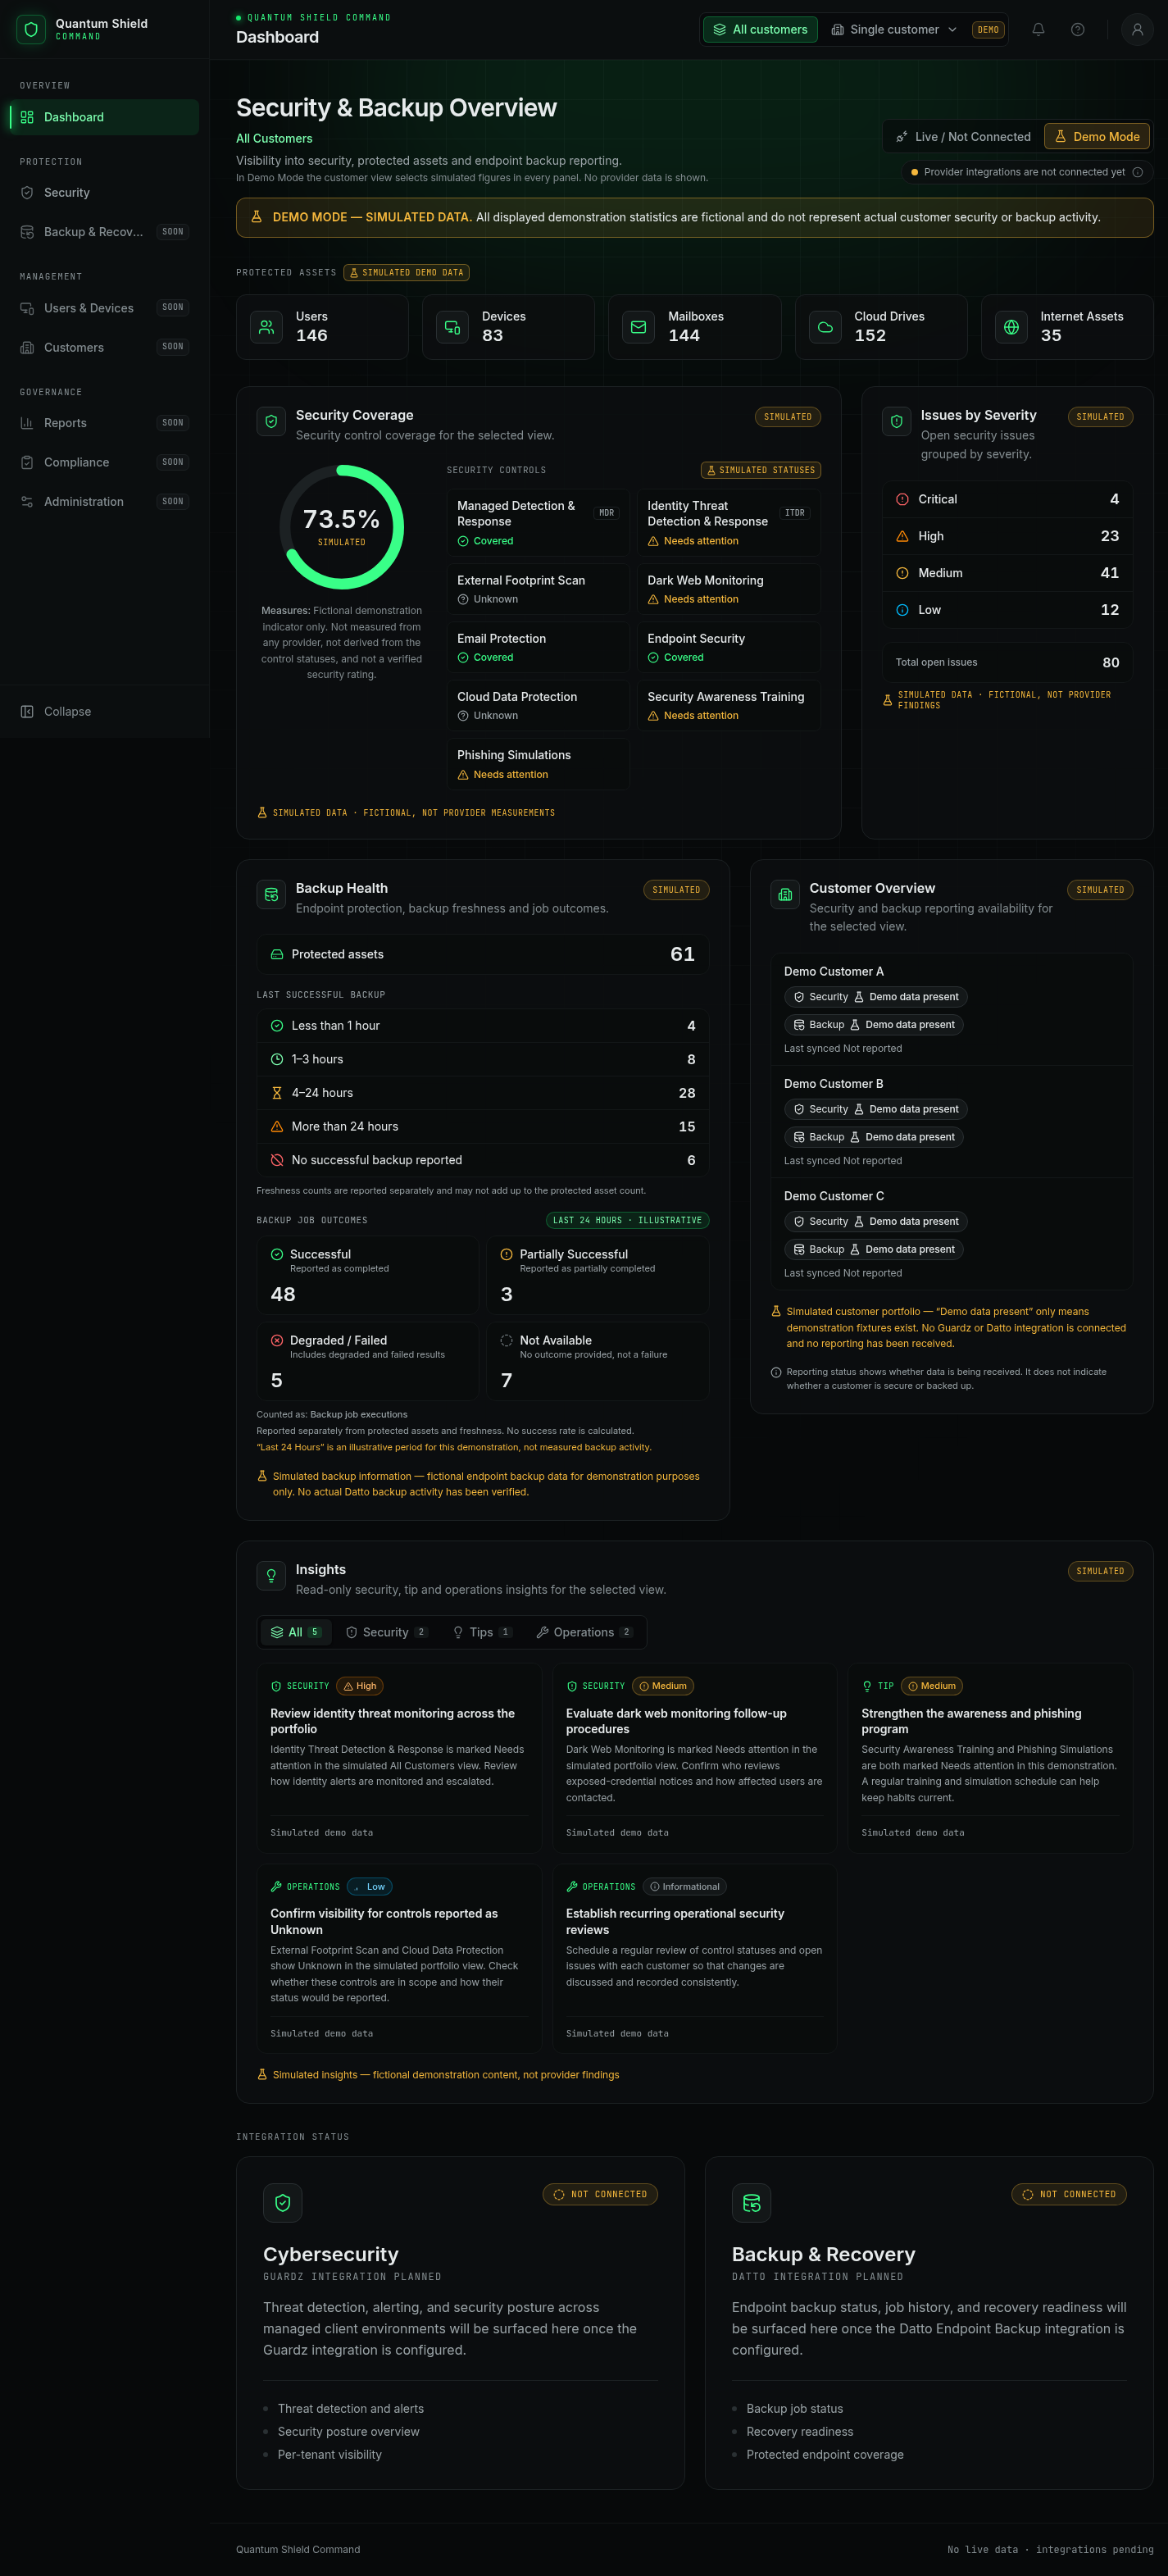 Quantum Shield
COMMAND
OVERVIEW
Dashboard
PROTECTION
Security
Backup & Recov... SOON
MANAGEMENT
Users & Devices SOON
Customers SOON
GOVERNANCE
Reports SOON
Compliance SOON
Administration SOON
Collapse
QUANTUM SHIELD COMMAND
Dashboard
All customers Single customer DEMO
Security & Backup Overview
All Customers
Visibility into security, protected assets and endpoint backup reporting.
In Demo Mode the customer view selects simulated figures in every panel. No provider data is shown.
Live / Not Connected Demo Mode
Provider integrations are not connected yet
DEMO MODE — SIMULATED DATA. All displayed demonstration statistics are fictional and do not represent actual customer security or backup activity.
PROTECTED ASSETS SIMULATED DEMO DATA
Users
146
Devices
83
Mailboxes
144
Cloud Drives
152
Internet Assets
35
Security Coverage
Security control coverage for the selected view.
SIMULATED
73.5%
SIMULATED
Measures: Fictional demonstration
indicator only. Not measured from
any provider, not derived from the
control statuses, and not a verified
security rating.
SECURITY CONTROLS SIMULATED STATUSES
Managed Detection &
Response
MDR
Covered
Identity Threat
Detection & Response
ITDR
Needs attention
External Footprint Scan
Unknown
Dark Web Monitoring
Needs attention
Email Protection
Covered
Endpoint Security
Covered
Cloud Data Protection
Unknown
Security Awareness Training
Needs attention
Phishing Simulations
Needs attention
SIMULATED DATA · FICTIONAL, NOT PROVIDER MEASUREMENTS
Issues by Severity
Open security issues
grouped by severity.
SIMULATED
Critical 4
High 23
Medium 41
Low 12
Total open issues 80
SIMULATED DATA · FICTIONAL, NOT PROVIDER
FINDINGS
Backup Health
Endpoint protection, backup freshness and job outcomes.
SIMULATED
Protected assets 61
LAST SUCCESSFUL BACKUP
Less than 1 hour 4
1–3 hours 8
4–24 hours 28
More than 24 hours 15
No successful backup reported 6
Freshness counts are reported separately and may not add up to the protected asset count.
BACKUP JOB OUTCOMES LAST 24 HOURS · ILLUSTRATIVE
Successful
Reported as completed
48
Partially Successful
Reported as partially completed
3
Degraded / Failed
Includes degraded and failed results
5
Not Available
No outcome provided, not a failure
7
Counted as: Backup job executions
Reported separately from protected assets and freshness. No success rate is calculated.
"Last 24 Hours" is an illustrative period for this demonstration, not measured backup activity.
Simulated backup information — fictional endpoint backup data for demonstration purposes
only. No actual Datto backup activity has been verified.
Customer Overview
Security and backup reporting availability for
the selected view.
SIMULATED
Demo Customer A
Security Demo data present
Backup Demo data present
Last synced Not reported
Demo Customer B
Security Demo data present
Backup Demo data present
Last synced Not reported
Demo Customer C
Security Demo data present
Backup Demo data present
Last synced Not reported
Simulated customer portfolio — "Demo data present" only means
demonstration fixtures exist. No Guardz or Datto integration is connected
and no reporting has been received.
Reporting status shows whether data is being received. It does not indicate
whether a customer is secure or backed up.
Insights
Read-only security, tip and operations insights for the selected view.
SIMULATED
All 5 Security 2 Tips 1 Operations 2
SECURITY High
Review identity threat monitoring across the
portfolio
Identity Threat Detection & Response is marked Needs
attention in the simulated All Customers view. Review
how identity alerts are monitored and escalated.
Simulated demo data
SECURITY Medium
Evaluate dark web monitoring follow-up
procedures
Dark Web Monitoring is marked Needs attention in the
simulated portfolio view. Confirm who reviews
exposed-credential notices and how affected users are
contacted.
Simulated demo data
TIP Medium
Strengthen the awareness and phishing
program
Security Awareness Training and Phishing Simulations
are both marked Needs attention in this demonstration.
A regular training and simulation schedule can help
keep habits current.
Simulated demo data
OPERATIONS Low
Confirm visibility for controls reported as
Unknown
External Footprint Scan and Cloud Data Protection
show Unknown in the simulated portfolio view. Check
whether these controls are in scope and how their
status would be reported.
Simulated demo data
OPERATIONS Informational
Establish recurring operational security
reviews
Schedule a regular review of control statuses and open
issues with each customer so that changes are
discussed and recorded consistently.
Simulated demo data
Simulated insights — fictional demonstration content, not provider findings
INTEGRATION STATUS
NOT CONNECTED
Cybersecurity
GUARDZ INTEGRATION PLANNED
Threat detection, alerting, and security posture across
managed client environments will be surfaced here once the
Guardz integration is configured.
Threat detection and alerts
Security posture overview
Per-tenant visibility
NOT CONNECTED
Backup & Recovery
DATTO INTEGRATION PLANNED
Endpoint backup status, job history, and recovery readiness will
be surfaced here once the Datto Endpoint Backup integration is
configured.
Backup job status
Recovery readiness
Protected endpoint coverage
Quantum Shield Command
No live data · integrations pending